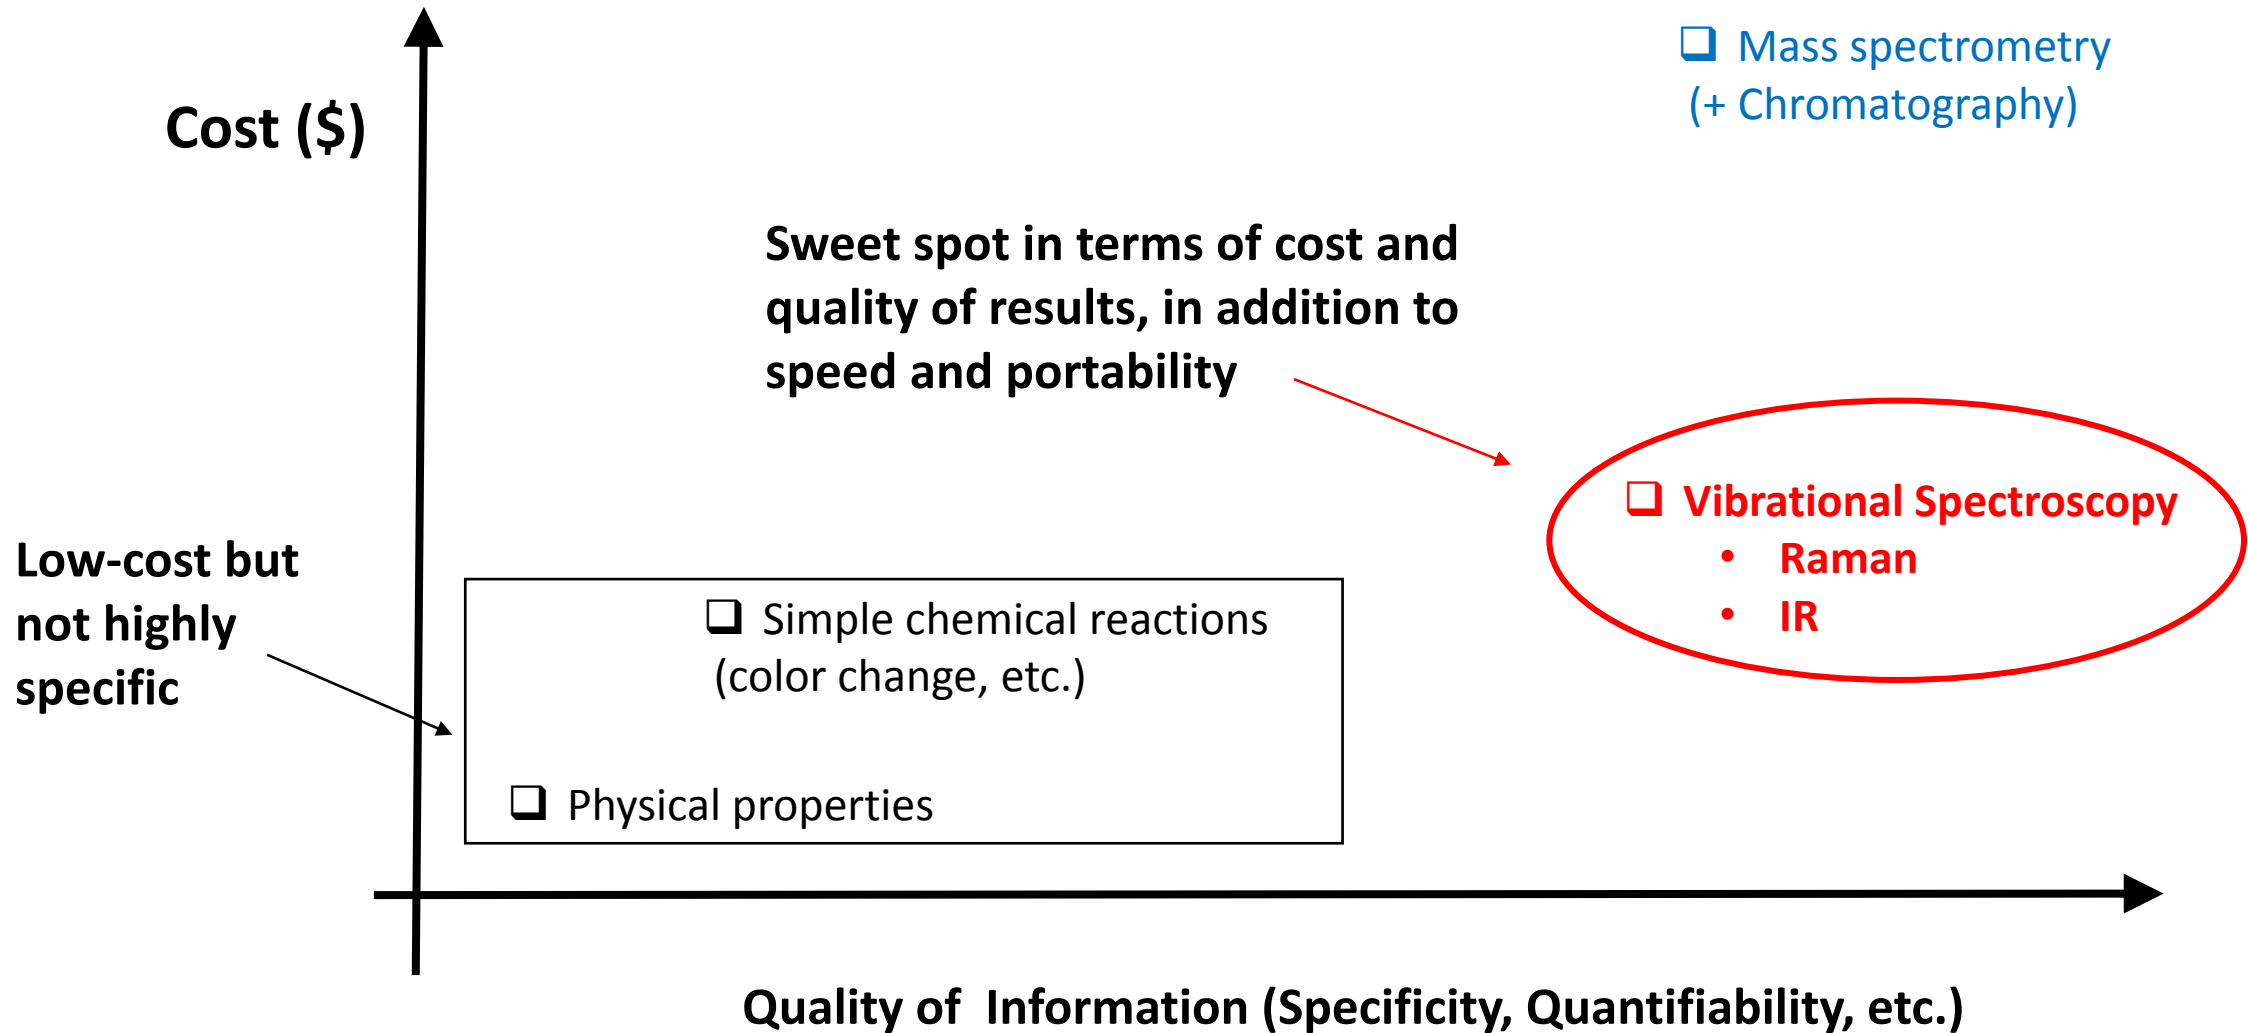 ❑ Mass spectrometry
(+ Chromatography)
Cost ($)
Sweet spot in terms of cost and
quality of results, in addition to
speed and portability
❑ Vibrational Spectroscopy
• Raman
• IR
Low-cost but
not highly
specific
❑ Simple chemical reactions
(color change, etc.)
❑ Physical properties
Quality of Information (Specificity, Quantifiability, etc.)